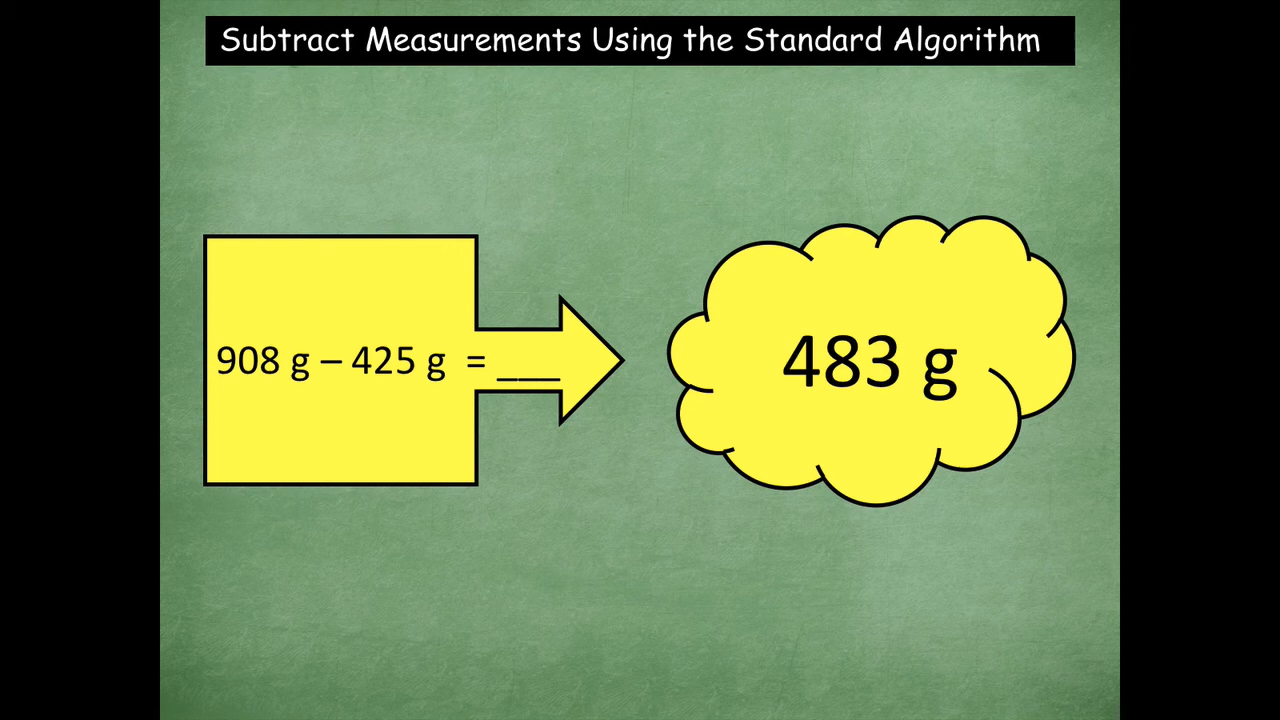 Subtract Measurements Using the Standard Algorithm
908 g – 425 g = ___
483 g